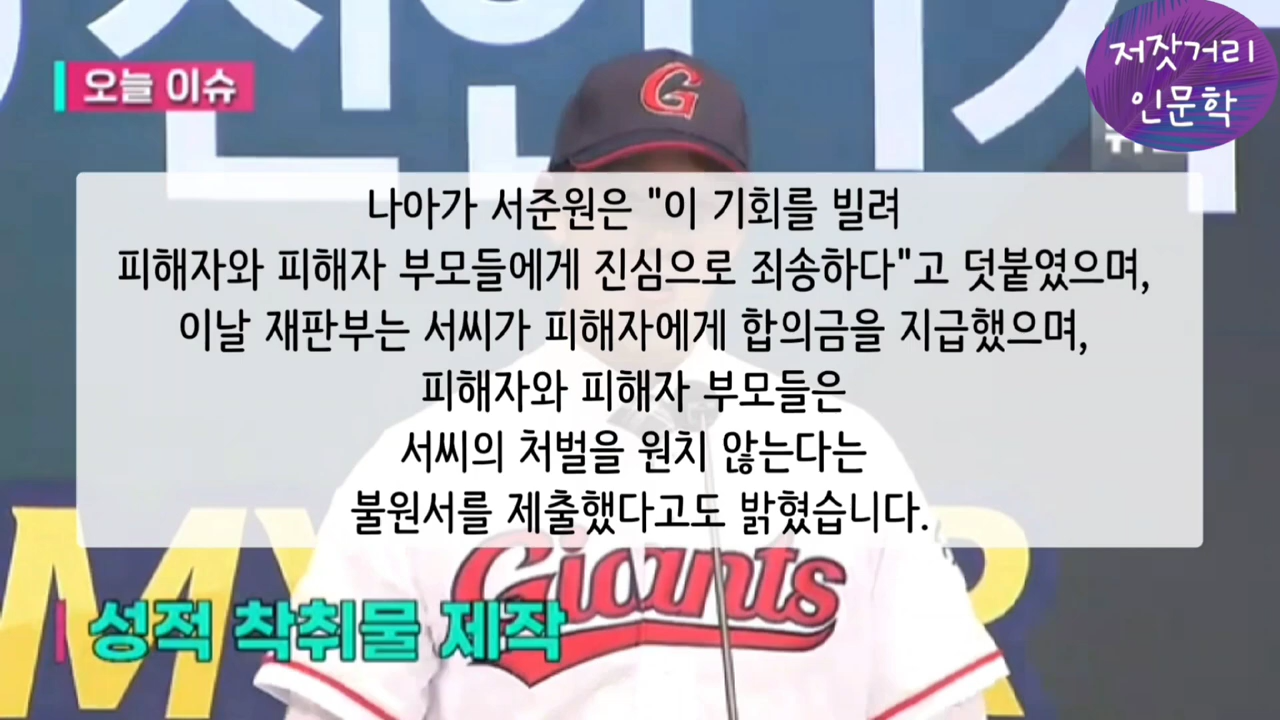 저잣거리
인문학
오늘 이슈
G
나아가 서준원은 "이 기회를 빌려
피해자와 피해자 부모들에게 진심으로 죄송하다"고 덧붙였으며,
이날 재판부는 서씨가 피해자에게 합의금을 지급했으며,
피해자와 피해자 부모들은
서씨의 처벌을 원치 않는다는
불원서를 제출했다고도 밝혔습니다.
Giants
성적 착취물 제작